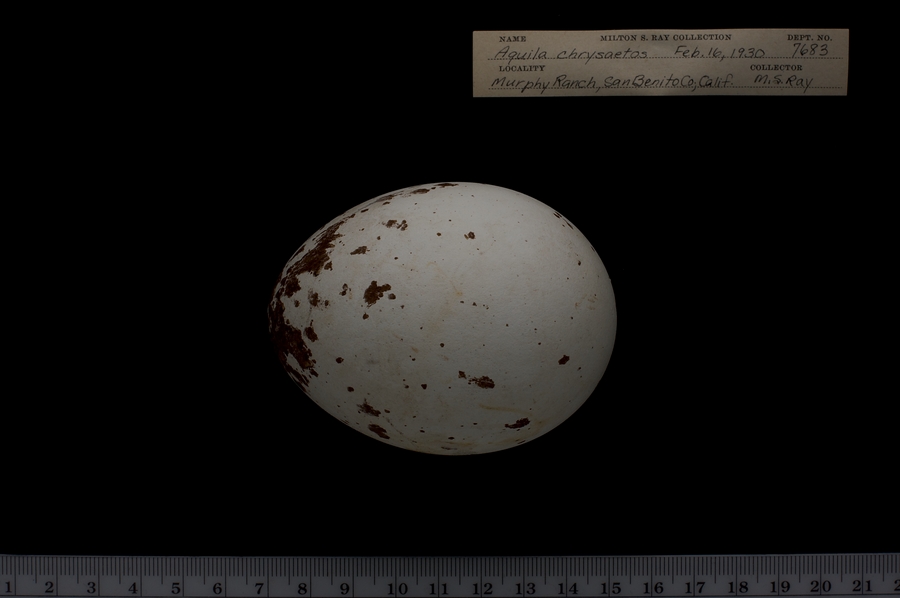 NAME MILTON S. RAY COLLECTION DEPT. NO.
Aquila chrysaetos Feb. 16, 1930 7683
LOCALITY COLLECTOR
Murphy Ranch, San Benito Co., Calif. M.S. Ray
1 2 3 4 5 6 7 8 9 10 11 12 13 14 15 16 17 18 19 20 21 2